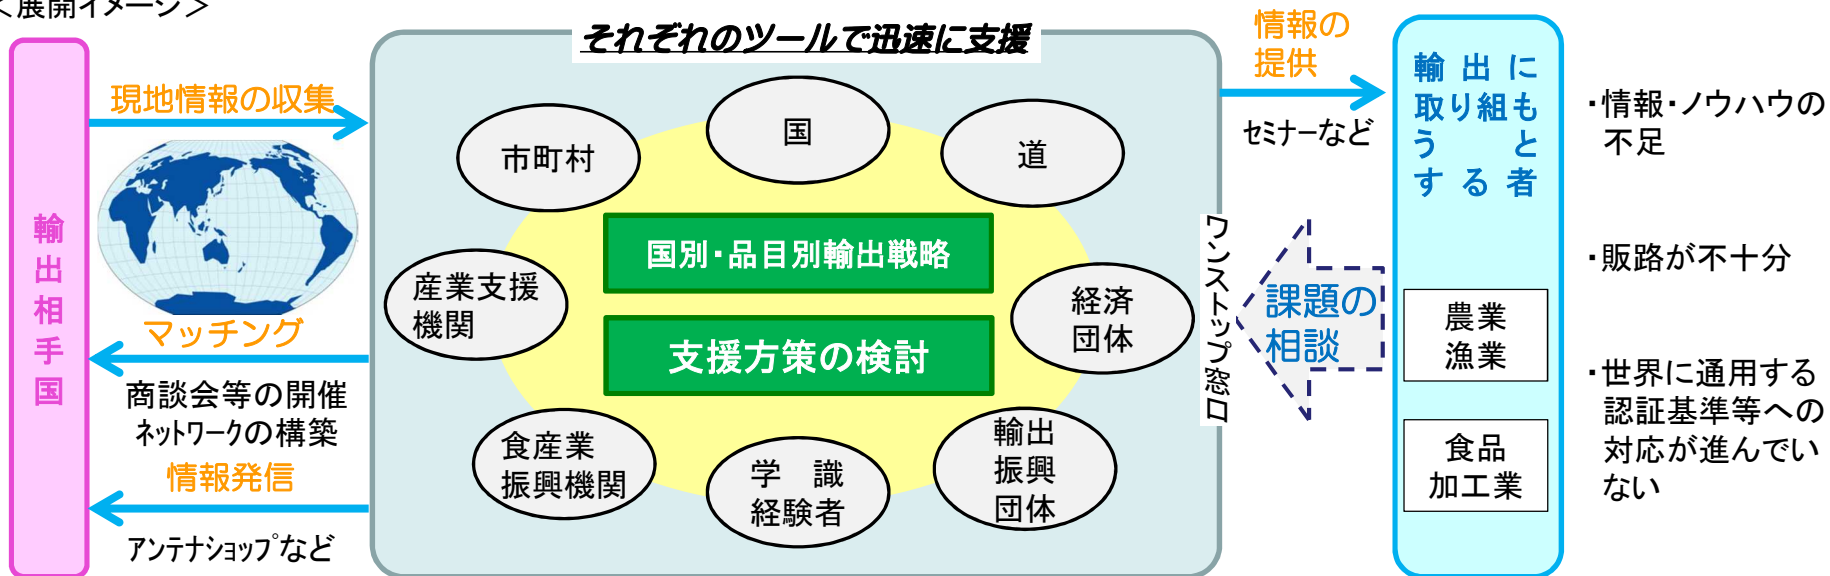 ＜展開イメージ＞
輸出相手国
現地情報の収集
マッチング
商談会等の開催
ネットワークの構築
情報発信
アンテナショップなど
それぞれのツールで迅速に支援
国
市町村
道
産業支援
機関
経済
団体
食産業
振興機関
学　識
経験者
輸出
振興
団体
国別・品目別輸出戦略
支援方策の検討
情報の
提供
セミナーなど
ワンストップ窓口
課題の
相談
輸出に
取り組も
うと
する者
農業
漁業
食品
加工業
・情報・ノウハウの
不足
・販路が不十分
・世界に通用する
認証基準等への
対応が進んでい
ない